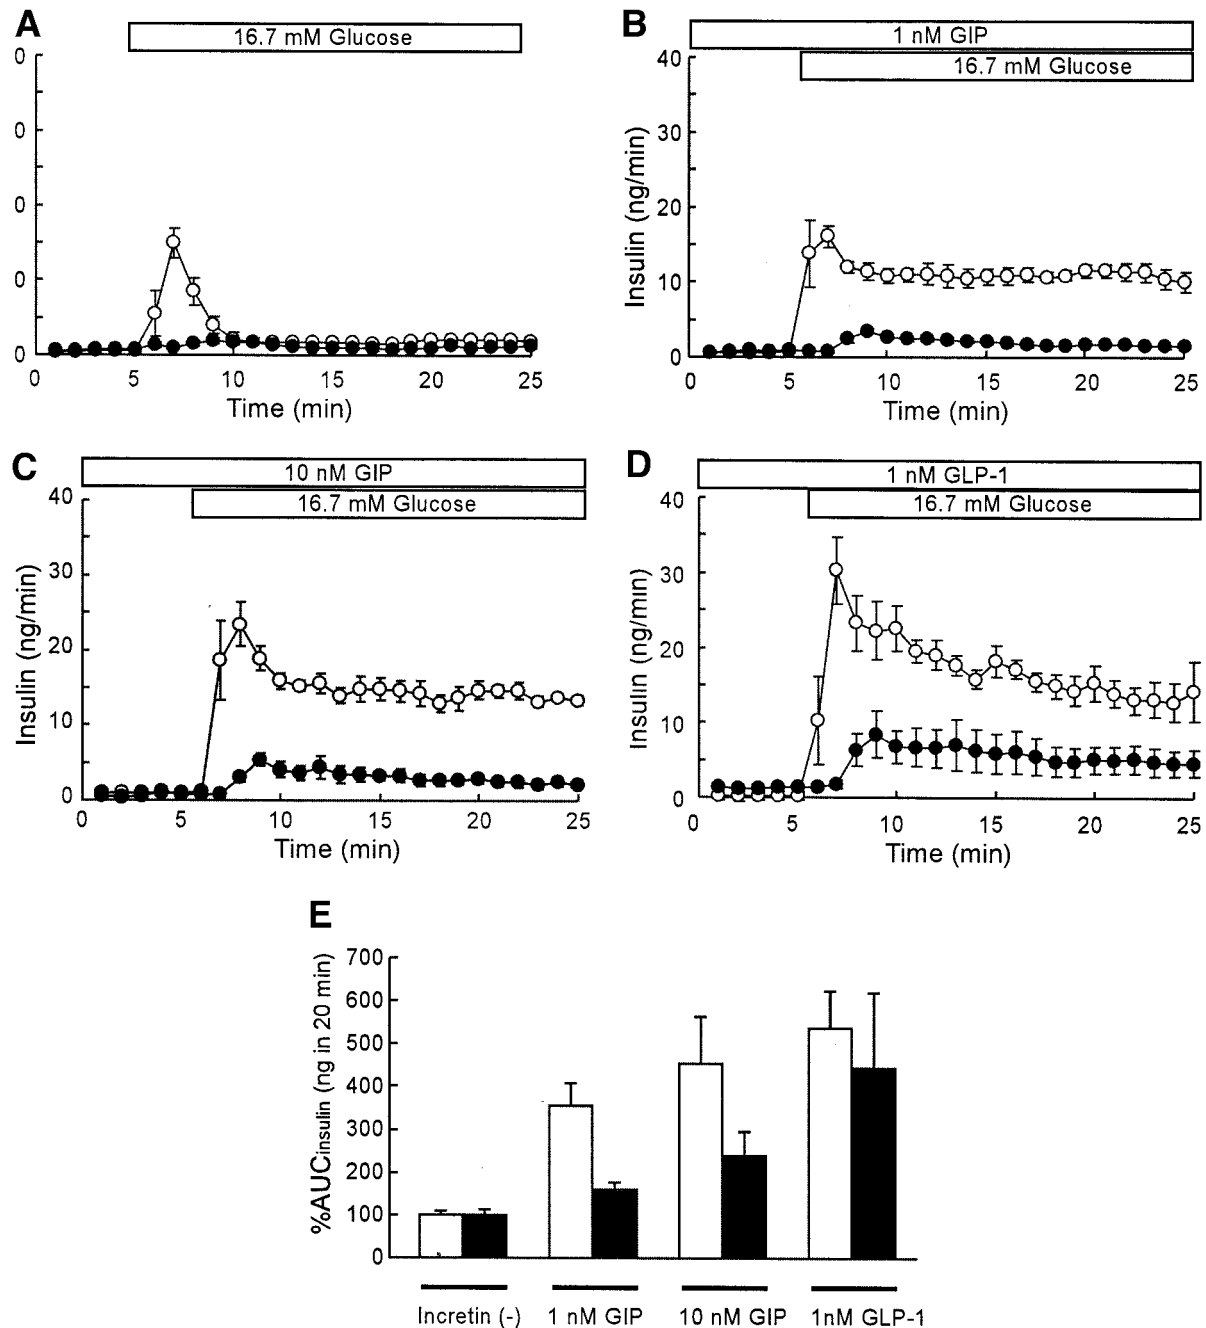 A
16.7 mM Glucose
0
0
0
0
0
0 5 10 15 20 25
Time (min)
B
1 nM GIP
16.7 mM Glucose
Insulin (ng/min)
40
30
20
10
0
0 5 10 15 20 25
Time (min)
C
10 nM GIP
16.7 mM Glucose
Insulin (ng/min)
40
30
20
10
0
0 5 10 15 20 25
Time (min)
D
1 nM GLP-1
16.7 mM Glucose
Insulin (ng/min)
40
30
20
10
0
0 5 10 15 20 25
Time (min)
E
%AUCinsulin (ng in 20 min)
700
600
500
400
300
200
100
0
Incretin (-) 1 nM GIP 10 nM GIP 1nM GLP-1